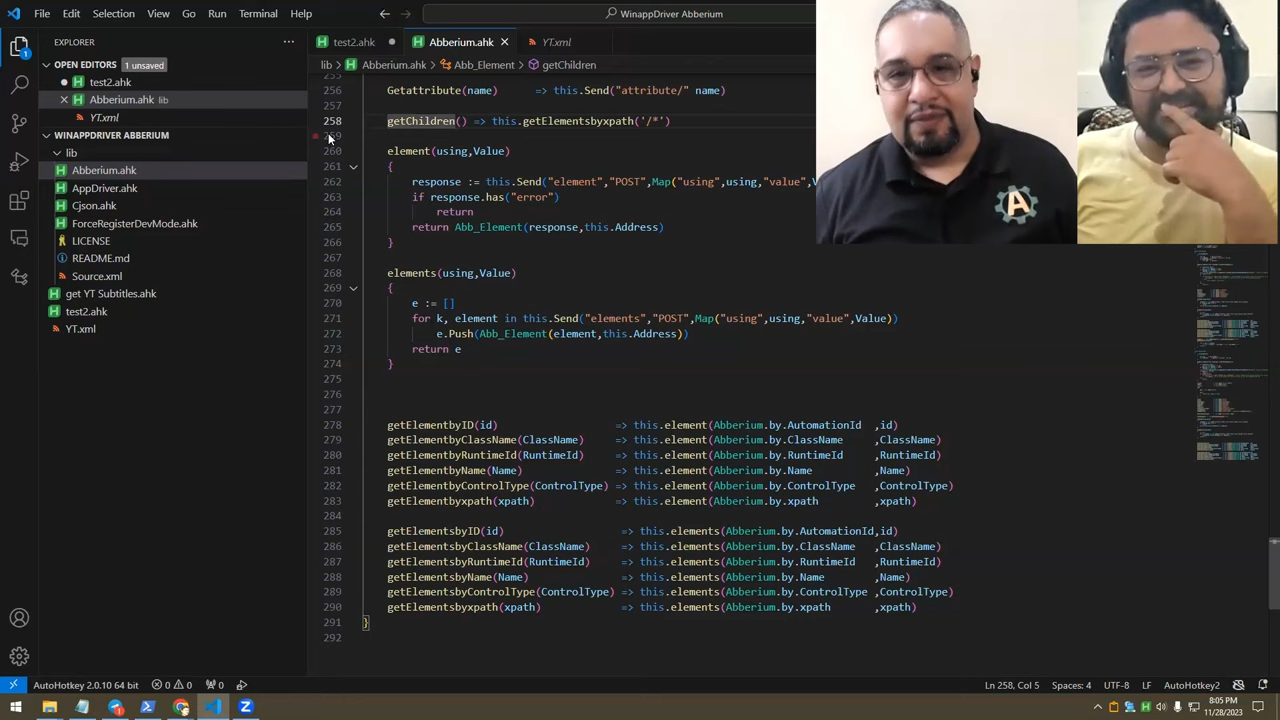 File Edit Selection View Go Run Terminal Help
WinappDriver Abberium
EXPLORER
OPEN EDITORS 1 unsaved
test2.ahk
Abberium.ahk lib
YT.xml
WINAPPDRIVER ABBERIUM
lib
Abberium.ahk
AppDriver.ahk
Cjson.ahk
ForceRegisterDevMode.ahk
LICENSE
README.md
Source.xml
get YT Subtitles.ahk
test2.ahk
YT.xml
test2.ahk Abberium.ahk YT.xml
lib > Abberium.ahk > Abb_Element > getChildren
255
256 Getattribute(name) => this.Send("attribute/" name)
257
258 getChildren() => this.getElementsbyxpath('/*')
259
260 element(using,Value)
261 {
262 response := this.Send("element","POST",Map("using",using,"value",V
263 if response.has("error")
264 return
265 return Abb_Element(response,this.Address)
266 }
267
268 elements(using,Value)
269 {
270 e := []
271 for k, element in this.Send("elements","POST",Map("using",using,"value",Value))
272 e.Push(Abb_Element(element,this.Address))
273 return e
274 }
275
276
277
278 getElementbyID(id) => this.element(Abberium.by.AutomationId ,id)
279 getElementbyClassName(ClassName) => this.element(Abberium.by.ClassName ,ClassName)
280 getElementbyRuntimeId(RuntimeId) => this.element(Abberium.by.RuntimeId ,RuntimeId)
281 getElementbyName(Name) => this.element(Abberium.by.Name ,Name)
282 getElementbyControlType(ControlType) => this.element(Abberium.by.ControlType ,ControlType)
283 getElementbyxpath(xpath) => this.element(Abberium.by.xpath ,xpath)
284
285 getElementsbyID(id) => this.elements(Abberium.by.AutomationId,id)
286 getElementsbyClassName(ClassName) => this.elements(Abberium.by.ClassName ,ClassName)
287 getElementsbyRuntimeId(RuntimeId) => this.elements(Abberium.by.RuntimeId ,RuntimeId)
288 getElementsbyName(Name) => this.elements(Abberium.by.Name ,Name)
289 getElementsbyControlType(ControlType) => this.elements(Abberium.by.ControlType ,ControlType)
290 getElementsbyxpath(xpath) => this.elements(Abberium.by.xpath ,xpath)
291 }
292
A
AutoHotkey 2.0.10 64 bit 0 0 0 Ln 258, Col 5 Spaces: 4 UTF-8 LF AutoHotkey2
8:05 PM
11/28/2023